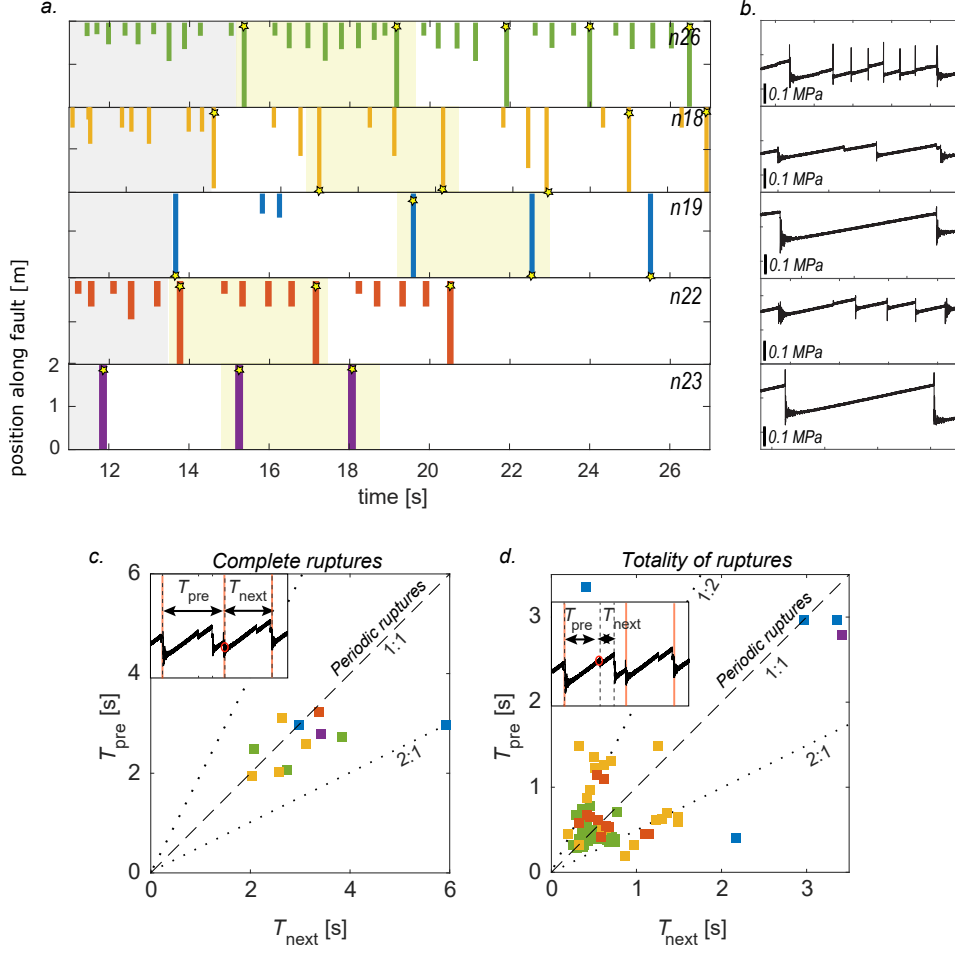 a.
n26
n18
n19
n22
n23
2
1
0
position along fault [m]
12
14
16
18
20
22
24
26
time [s]
b.
0.1 MPa
0.1 MPa
0.1 MPa
0.1 MPa
0.1 MPa
c.
Complete ruptures
T_pre
T_next
Periodic ruptures
1:1
2:1
6
4
2
0
T_pre [s]
0
2
4
6
T_next [s]
d.
Totality of ruptures
T_pre
T_next
1:2
Periodic ruptures
1:1
2:1
3
2
1
0
T_pre [s]
0
1
2
3
T_next [s]